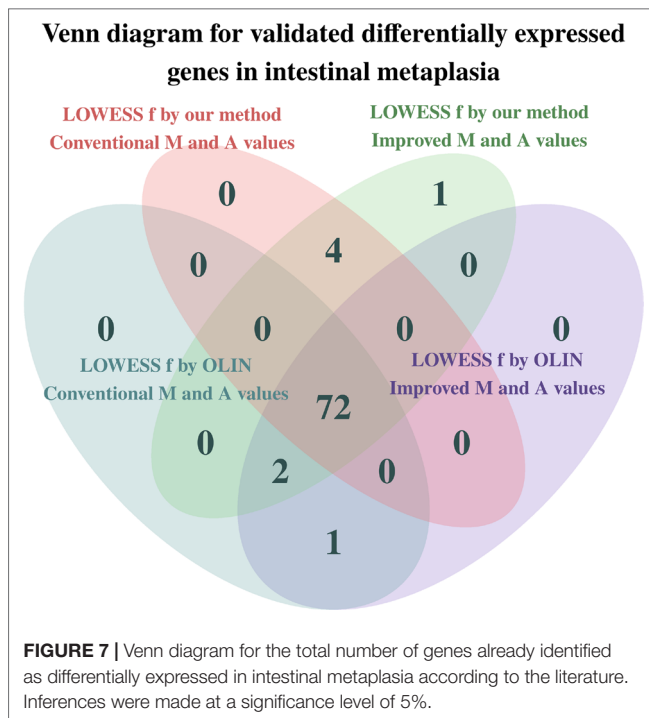 Venn diagram for validated differentially expressed
genes in intestinal metaplasia
LOWESS f by our method
Conventional M and A values
LOWESS f by our method
Improved M and A values
0
1
0
4
0
0
0
0
0
LOWESS f by OLIN
Conventional M and A values
LOWESS f by OLIN
Improved M and A values
72
0
2
0
0
1
FIGURE 7 | Venn diagram for the total number of genes already identified
as differentially expressed in intestinal metaplasia according to the literature.
Inferences were made at a significance level of 5%.